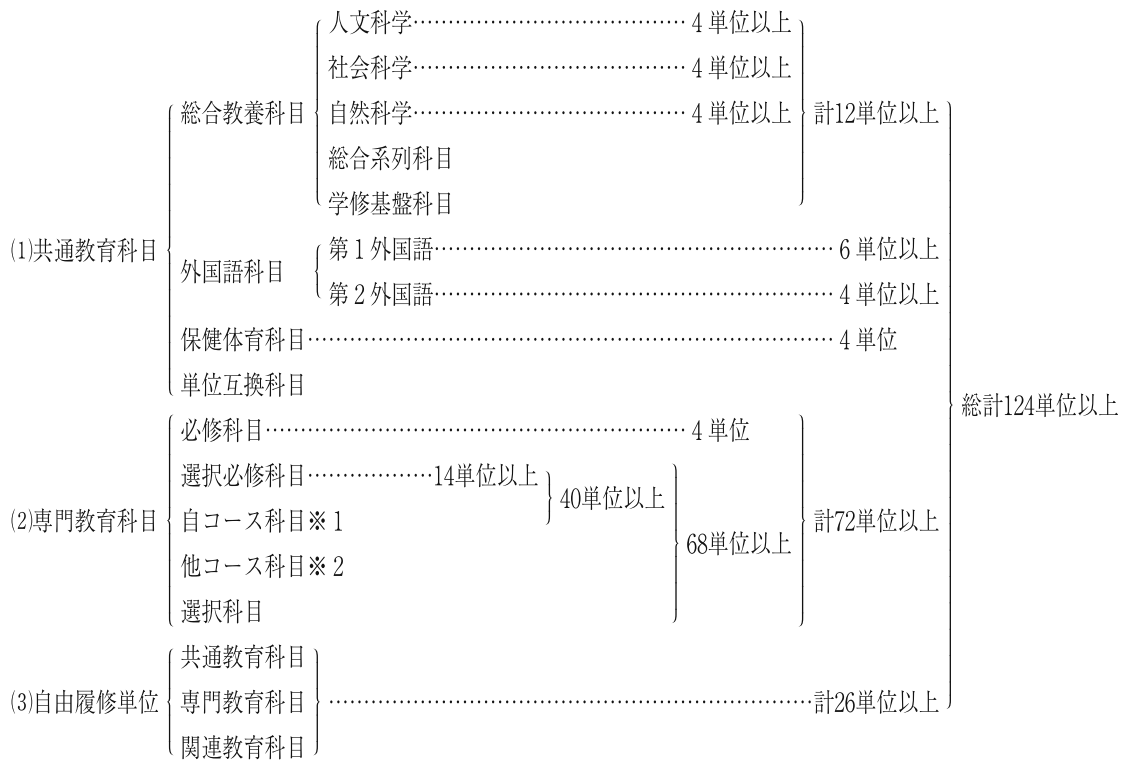 人文科学……………………………… 4 単位以上
社会科学……………………………… 4 単位以上
総合教養科目 自然科学……………………………… 4 単位以上 計12単位以上
総合系列科目
学修基盤科目
⑴共通教育科目 第1外国語…………………………………………… 6 単位以上
外国語科目
第2外国語…………………………………………… 4 単位以上
保健体育科目…………………………………………………………… 4 単位
単位互換科目
総計124単位以上
必修科目……………………………………………… 4 単位
選択必修科目………………14単位以上
40単位以上
⑵専門教育科目 自コース科目※1 計72単位以上
68単位以上
他コース科目※2
選択科目
共通教育科目
⑶自由履修単位 専門教育科目 ………………………………………………………計26単位以上
関連教育科目